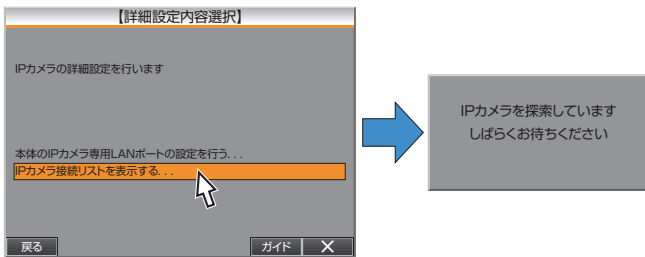 【詳細設定内容選択】
IPカメラの詳細設定を行います
本体のIPカメラ専用LANポートの設定を行う...
IPカメラ接続リストを表示する...
戻る
ガイド
IPカメラを探索しています
しばらくお待ちください